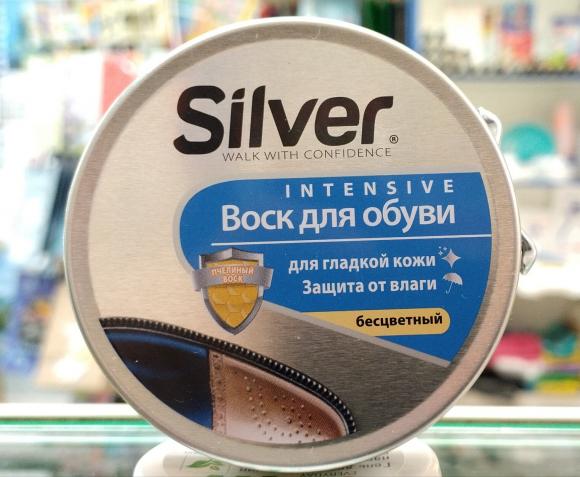 Silver®
WALK WITH CONFIDENCE
INTENSIVE
Воск для обуви
для гладкой кожи
Защита от влаги
ПЧЕЛИНЫЙ
ВОСК
бесцветный